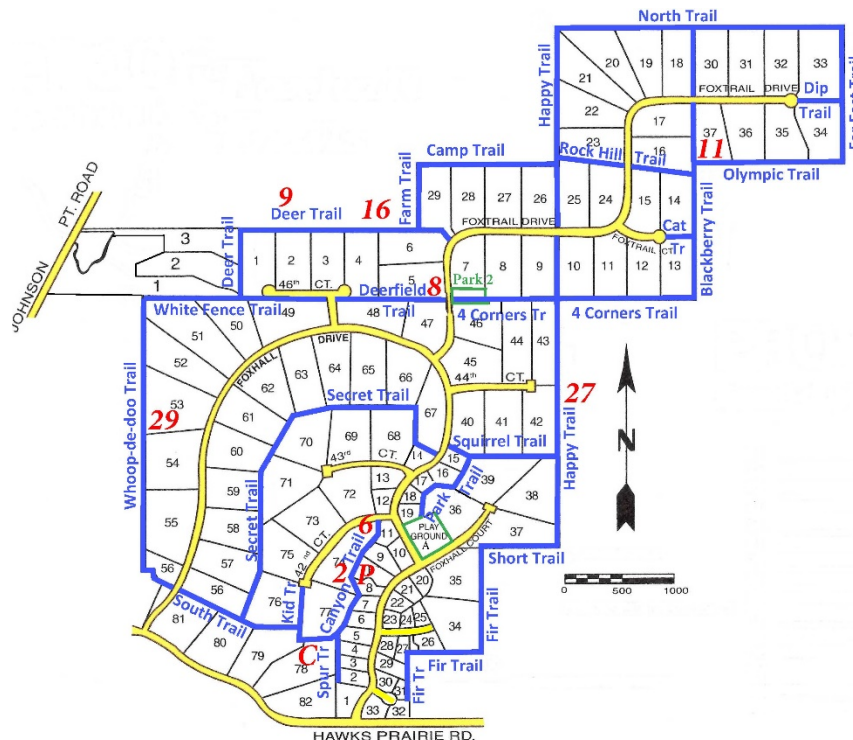 North Trail
Happy Trail
21
20
19
18
30
31
32
33
FOXTRAIL DRIVE
Dip
Trail
22
23
17
16
37
36
35
34
Rock Hill Trail
11
Olympic Trail
Camp Trail
Farm Trail
29
28
27
26
25
24
15
14
FOXTRAIL DRIVE
Cat
Tr
FOXTRAIL CT.
Blackberry Trail
7
8
9
10
11
12
13
9
Deer Trail
16
Deer Trail
1
2
3
4
6
5
46th CT.
Deerfield
Trail
8
Park 2
JOHNSON PT. ROAD
3
2
1
White Fence Trail
4 Corners Tr
4 Corners Trail
51
50
49
48
47
46
44
43
52
53
62
63
64
65
66
45
FOXHALL DRIVE
44th CT.
27
Whoop-de-doo Trail
29
61
Secret Trail
67
40
41
42
54
60
70
69
68
14
Squirrel Trail
Happy Trail
N
43rd CT.
15
16
17
13
12
18
19
Park Trail
39
38
36
37
59
58
57
55
56
56
Secret Trail
71
72
73
75
76
77
42nd CT.
6
11
10
9
8
7
PLAY
GROUND
A
FOXHALL COURT
Short Trail
0 500 1000
Canyon Trail
2
P
Kid Tr
South Trail
20
21
22
23
24
25
26
35
34
Fir Trail
Fir Trail
Fir Tr
6
5
4
3
2
1
28
27
29
30
31
32
33
C
Spur Tr
81
80
79
78
82
HAWKS PRAIRIE RD.